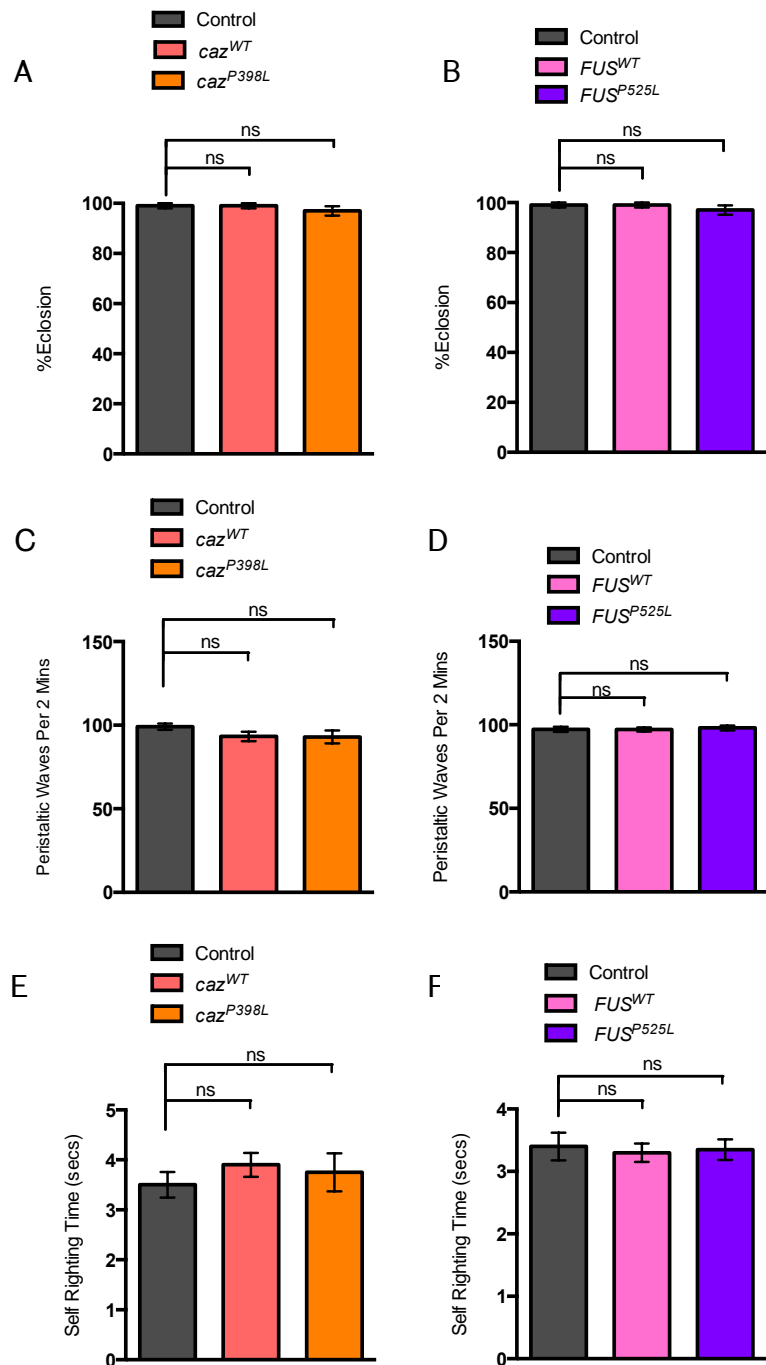 A
Control
caz^WT
caz^P398L
ns
ns
100
80
60
40
20
0
%Eclosion
B
Control
FUS^WT
FUS^P525L
ns
ns
100
80
60
40
20
0
%Eclosion
C
Control
caz^WT
caz^P398L
ns
ns
150
100
50
0
Peristaltic Waves Per 2 Mins
D
Control
FUS^WT
FUS^P525L
ns
ns
150
100
50
0
Peristaltic Waves Per 2 Mins
E
Control
caz^WT
caz^P398L
ns
ns
5
4
3
2
1
0
Self Righting Time (secs)
F
Control
FUS^WT
FUS^P525L
ns
ns
4
3
2
1
0
Self Righting Time (secs)